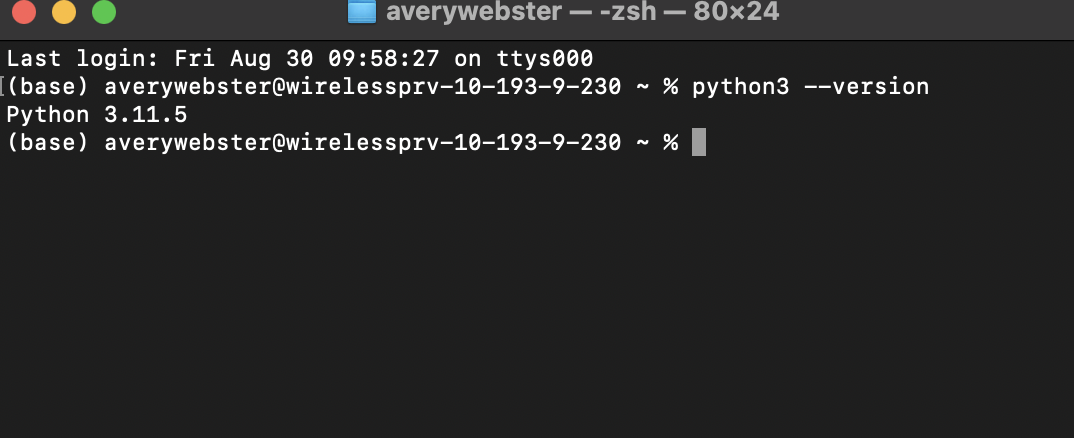 averywebster — -zsh — 80×24
Last login: Fri Aug 30 09:58:27 on ttys000
(base) averywebster@wirelessprv-10-193-9-230 ~ % python3 --version
Python 3.11.5
(base) averywebster@wirelessprv-10-193-9-230 ~ %